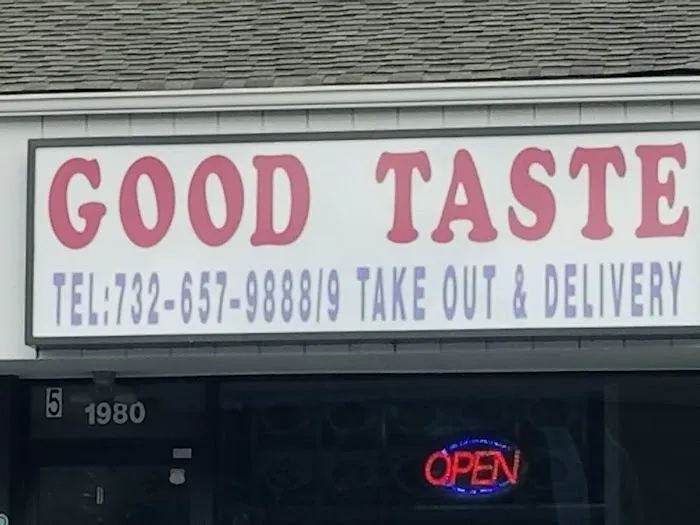 GOOD TASTE
TEL:732-657-9888/9 TAKE OUT & DELIVERY
5 1980
OPEN